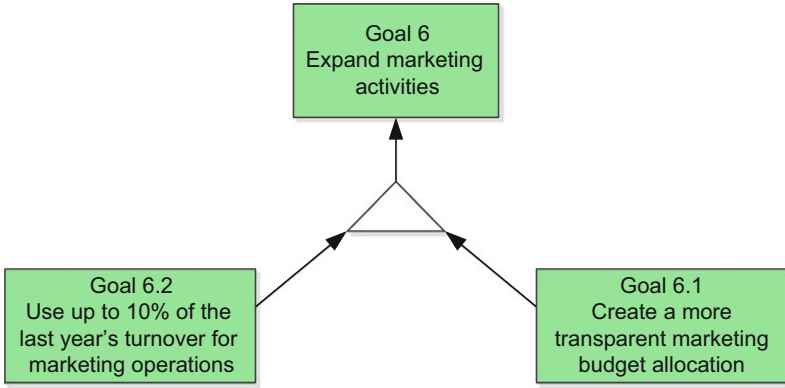 Goal 6
Expand marketing
activities
Goal 6.2
Use up to 10% of the
last year’s turnover for
marketing operations
Goal 6.1
Create a more
transparent marketing
budget allocation